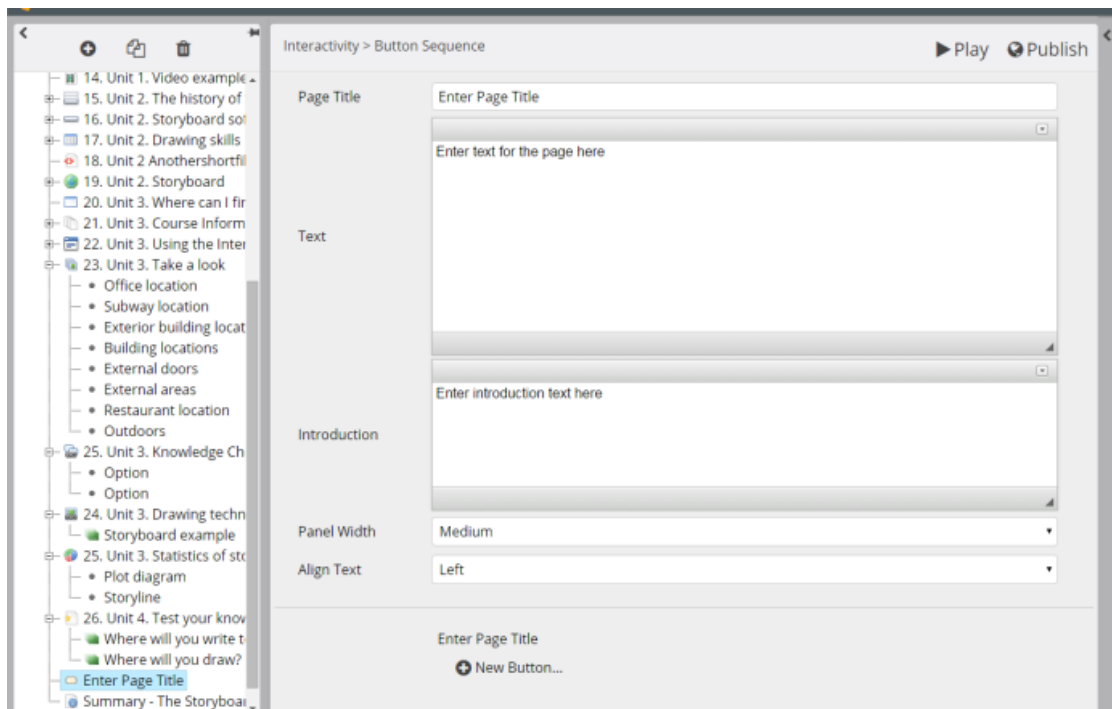 Interactivity > Button Sequence
Play
Publish
14. Unit 1. Video example
15. Unit 2. The history of
16. Unit 2. Storyboard sof
17. Unit 2. Drawing skills
18. Unit 2 Anothershortfil
19. Unit 2. Storyboard
20. Unit 3. Where can I fir
21. Unit 3. Course Inform
22. Unit 3. Using the Inter
23. Unit 3. Take a look
Office location
Subway location
Exterior building locat
Building locations
External doors
External areas
Restaurant location
Outdoors
25. Unit 3. Knowledge Ch
Option
Option
24. Unit 3. Drawing techn
Storyboard example
25. Unit 3. Statistics of sto
Plot diagram
Storyline
26. Unit 4. Test your know
Where will you write t
Where will you draw?
Enter Page Title
Summary - The Storyboar
Page Title
Enter Page Title
Text
Enter text for the page here
Introduction
Enter introduction text here
Panel Width
Medium
Align Text
Left
Enter Page Title
New Button...